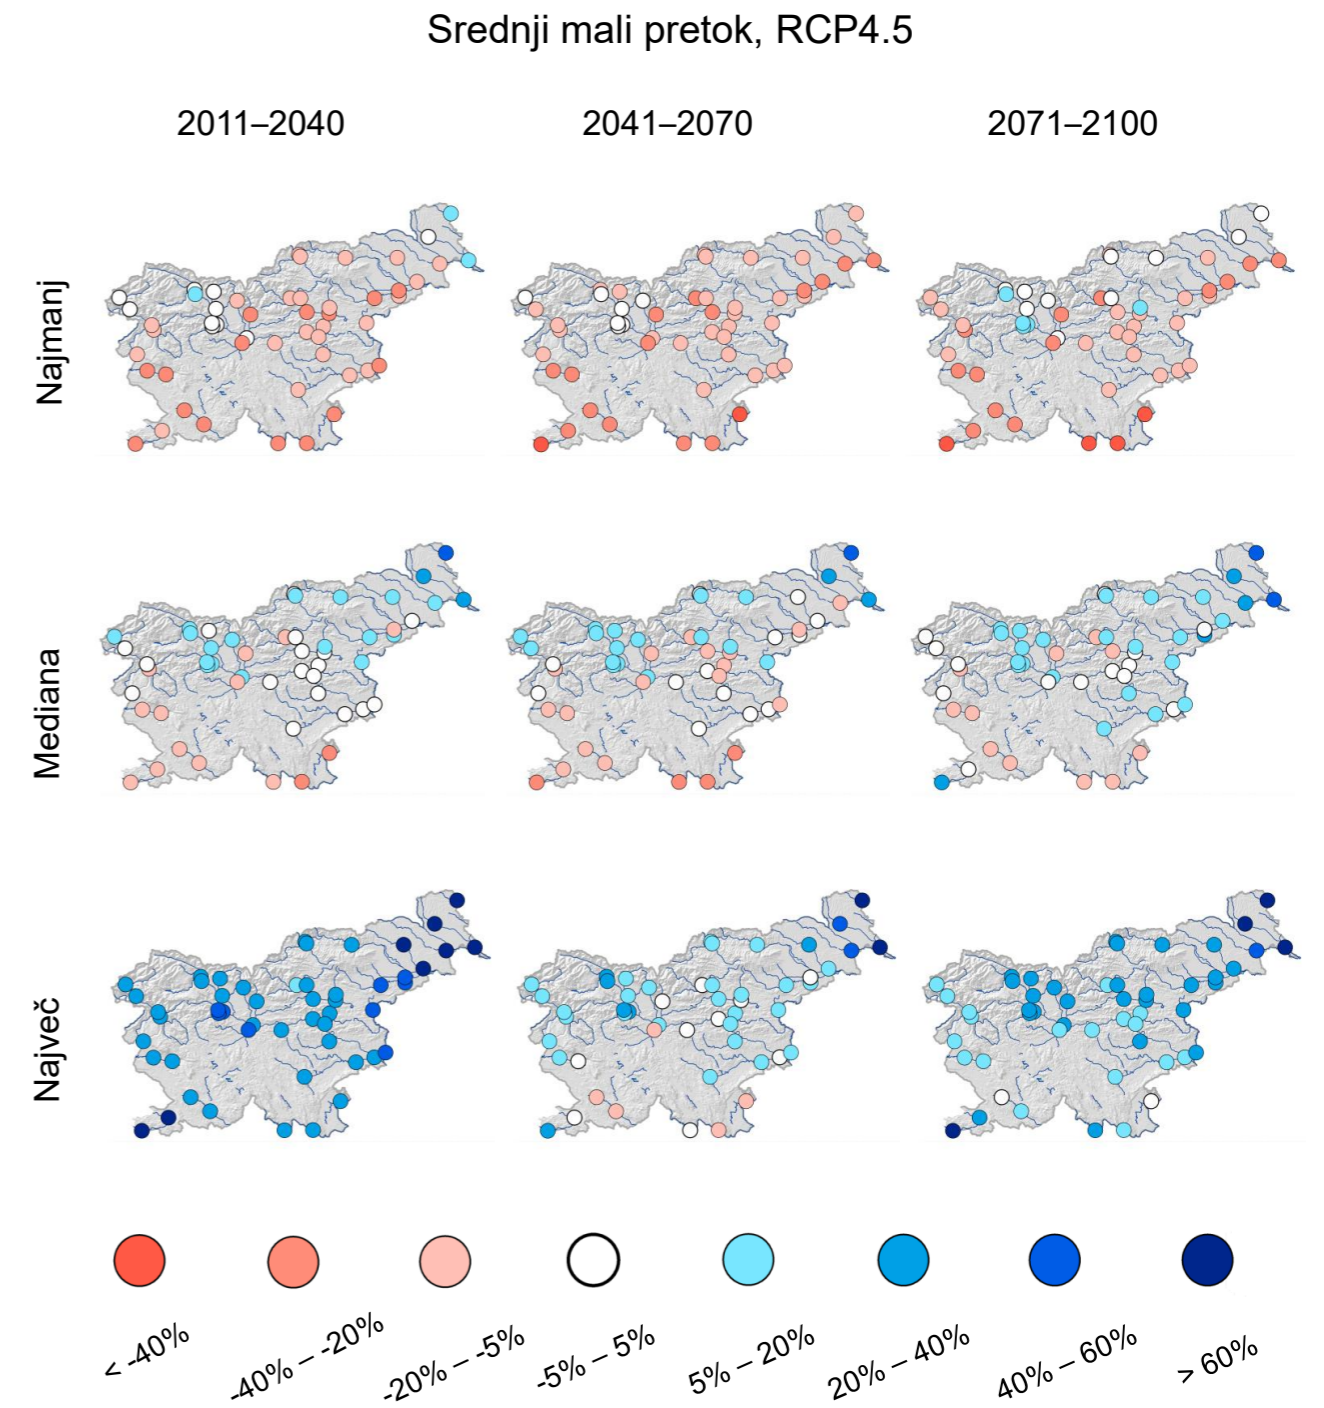 Srednji mali pretok, RCP4.5
2011–2040 2041–2070 2071–2100
Najmanj
Mediana
Največ
< -40% -40% – -20% -20% – -5% -5% – 5% 5% – 20% 20% – 40% 40% – 60% > 60%